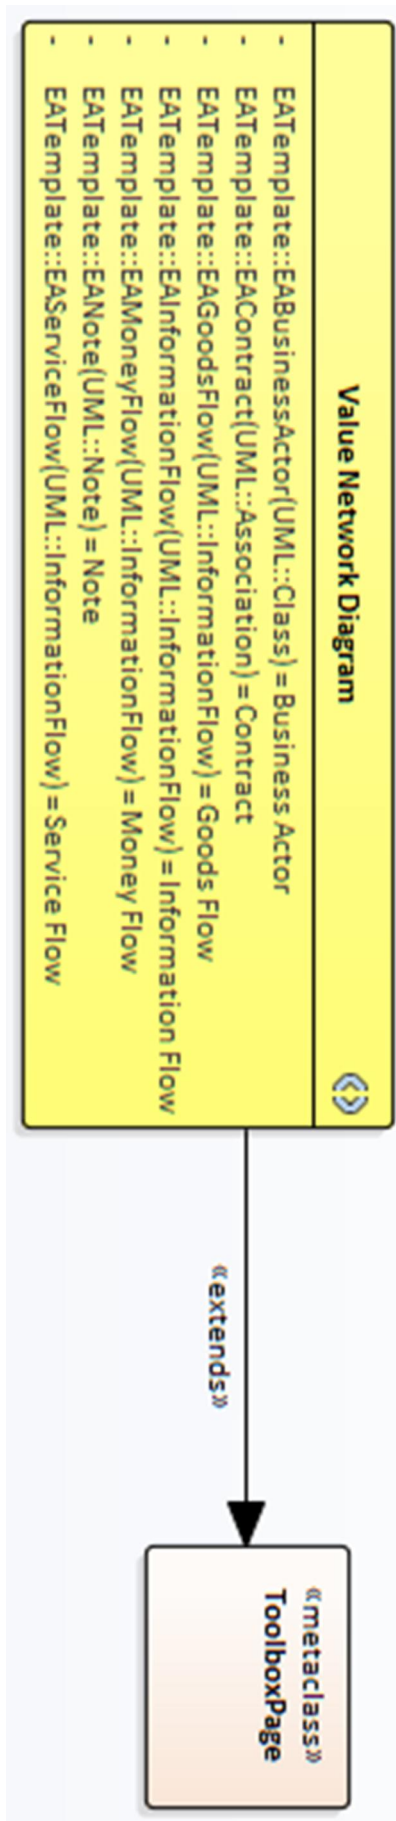 Value Network Diagram
- EATemplate::EABusinessActor(UML::Class) = Business Actor
- EATemplate::EAContract(UML::Association) = Contract
- EATemplate::EAGoodsFlow(UML::InformationFlow) = Goods Flow
- EATemplate::EAInformationFlow(UML::InformationFlow) = Information Flow
- EATemplate::EAMoneyFlow(UML::InformationFlow) = Money Flow
- EATemplate::EANote(UML::Note) = Note
- EATemplate::EAServiceFlow(UML::InformationFlow) = Service Flow
«extends»
«metaclass»
ToolboxPage